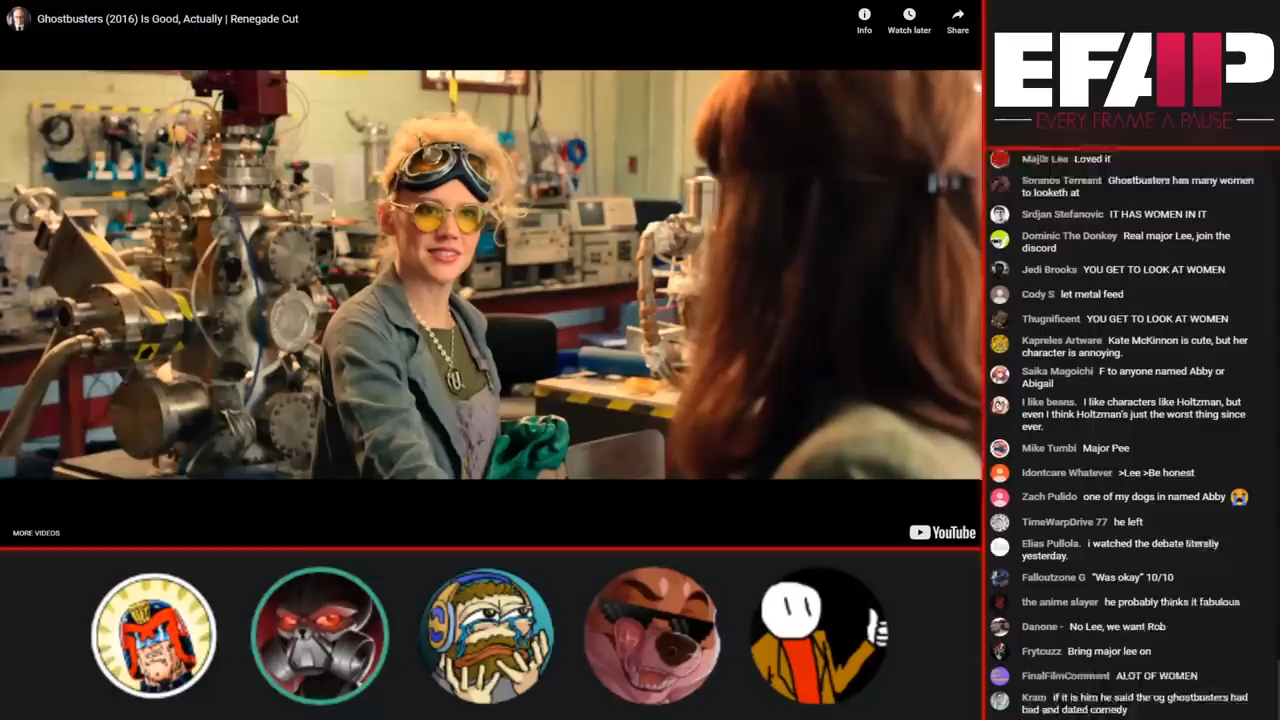 Ghostbusters (2016) Is Good, Actually | Renegade Cut
Info
Watch later
Share
MORE VIDEOS
YouTube
EFAP
EVERY FRAME A PAUSE
Major Lee Loved it
Soranos Tarreant Ghostbusters has many women
to looketh at
Srdjan Stefanovic IT HAS WOMEN IN IT
Dominic The Donkey Real major Lee, join the
discord
Jedi Brooks YOU GET TO LOOK AT WOMEN
Cody S let metal feed
Thugnificent YOU GET TO LOOK AT WOMEN
Kapreles Artware Kate McKinnon is cute, but her
character is annoying.
Saika Magoichi F to anyone named Abby or
Abigail
I like beans. I like characters like Holtzman, but
even I think Holtzman's just the worst thing since
ever.
Mike Tumbi Major Pee
Idontcare Whatever >Lee >Be honest
Zach Pulido one of my dogs in named Abby 😭
TimeWarpDrive 77 he left
Elias Pullola. i watched the debate literally
yesterday.
Falloutzone G "Was okay" 10/10
the anime slayer he probably thinks it fabulous
Danone - No Lee, we want Rob
Frytcuzz Bring major lee on
FinalFilmComment ALOT OF WOMEN
Kram if it is him he said the og ghostbusters had
bad and dated comedy